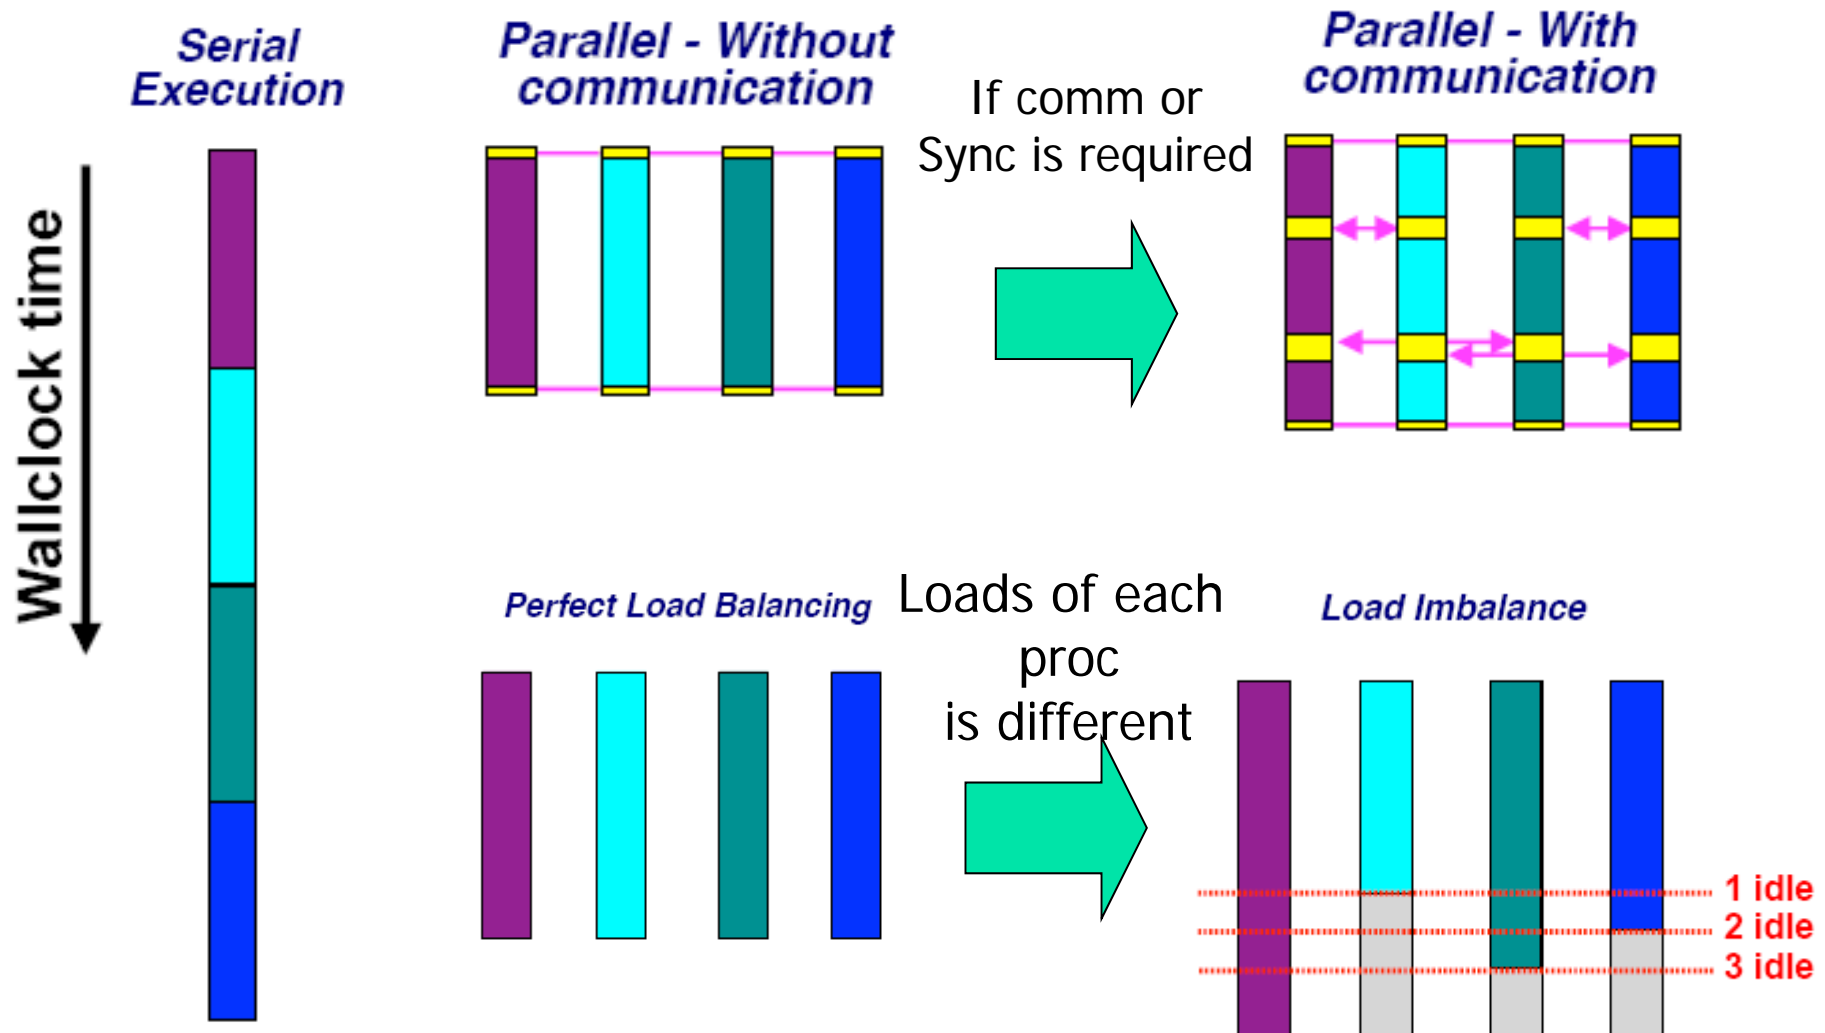 Serial
Execution
Parallel - Without
communication
If comm or
Sync is required
Parallel - With
communication
Wallclock time
Perfect Load Balancing
Loads of each
proc
is different
Load Imbalance
1 idle
2 idle
3 idle